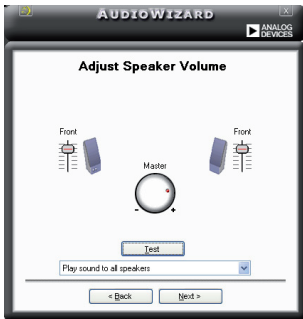 AUDIOWIZARD
X
ANALOG
DEVICES
Adjust Speaker Volume
Front
Front
Master
- +
Test
Play sound to all speakers
< Back
Next >